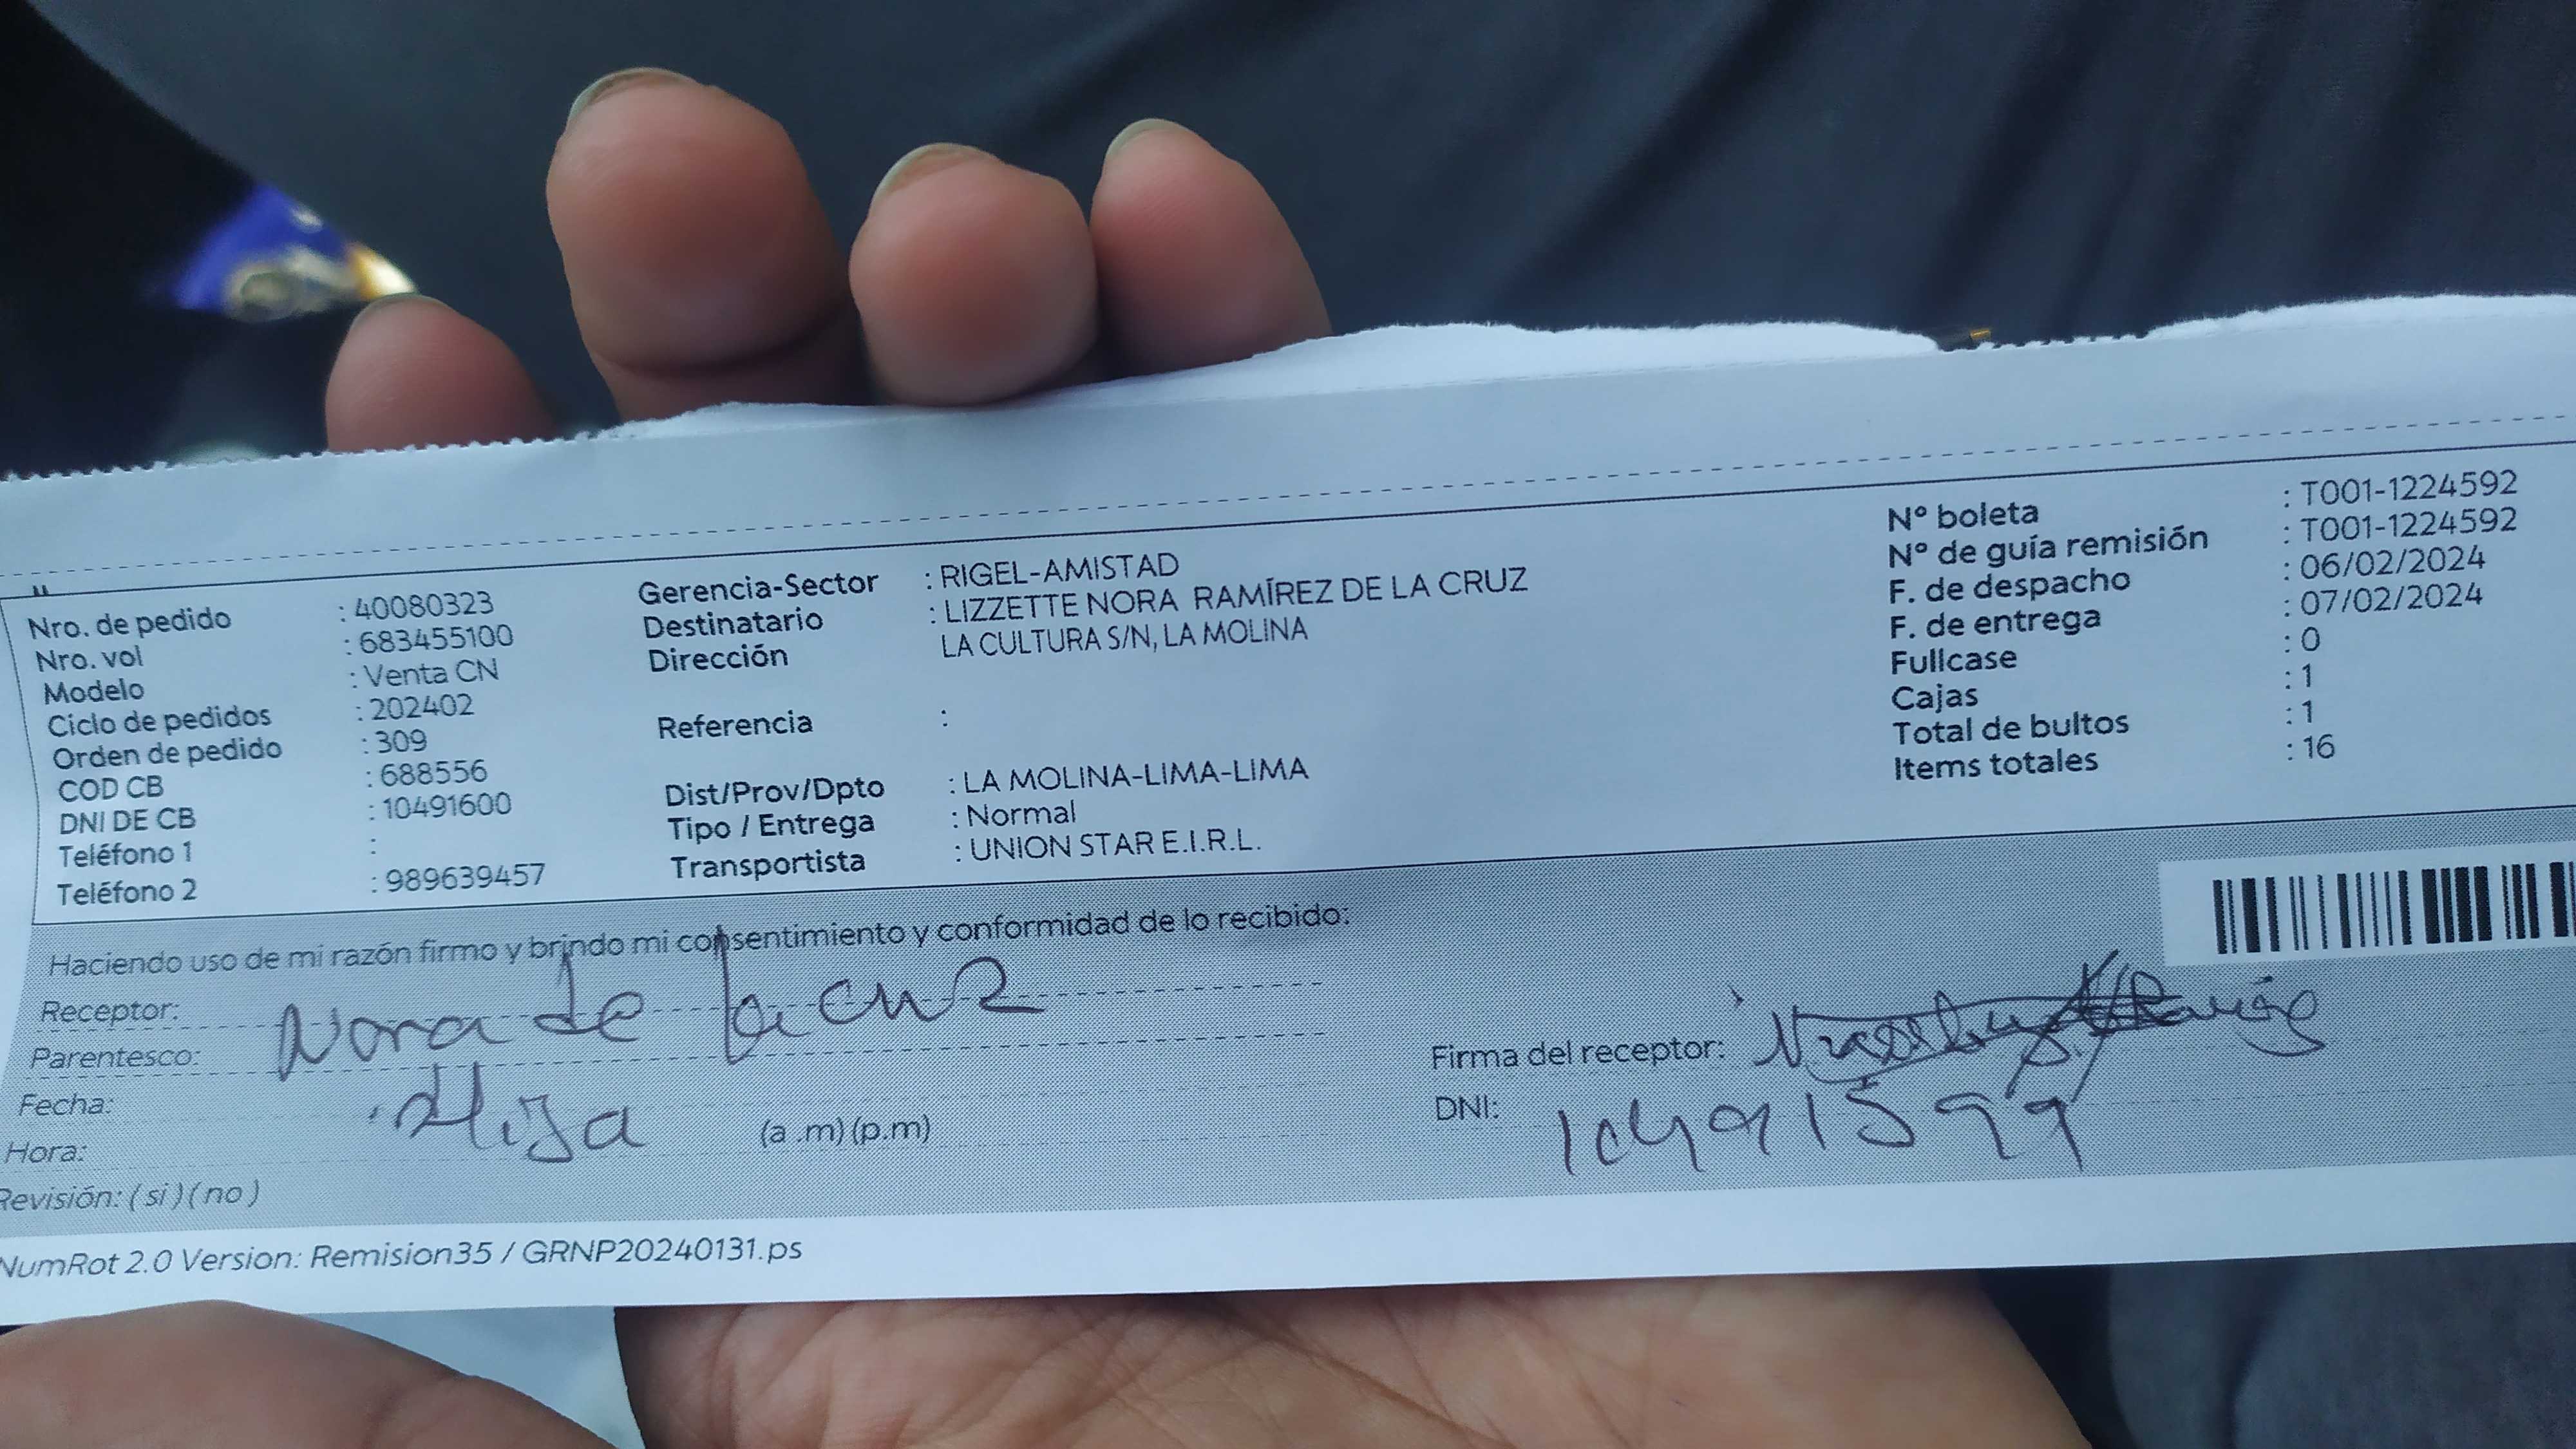 Nro. de pedido : 40080323
Nro. vol : 683455100
Modelo : Venta CN
Ciclo de pedidos : 202402
Orden de pedido : 309
COD CB : 688556
DNI DE CB : 10491600
Teléfono 1 :
Teléfono 2 : 989639457
Gerencia-Sector : RIGEL-AMISTAD
Destinatario : LIZZETTE NORA RAMÍREZ DE LA CRUZ
Dirección LA CULTURA S/N, LA MOLINA
Referencia :
Dist/Prov/Dpto : LA MOLINA-LIMA-LIMA
Tipo / Entrega : Normal
Transportista : UNION STAR E.I.R.L.
N° boleta : T001-1224592
N° de guía remisión : T001-1224592
F. de despacho : 06/02/2024
F. de entrega : 07/02/2024
Fullcase : 0
Cajas : 1
Total de bultos : 1
Items totales : 16
Haciendo uso de mi razón firmo y brindo mi consentimiento y conformidad de lo recibido:
Receptor: Nora de la cruz
Parentesco: Hija
Fecha:
Hora: (a .m) (p.m)
Revisión: ( si ) ( no )
Firma del receptor:
DNI: 10491599
NumRot 2.0 Version: Remision35 / GRNP20240131.ps